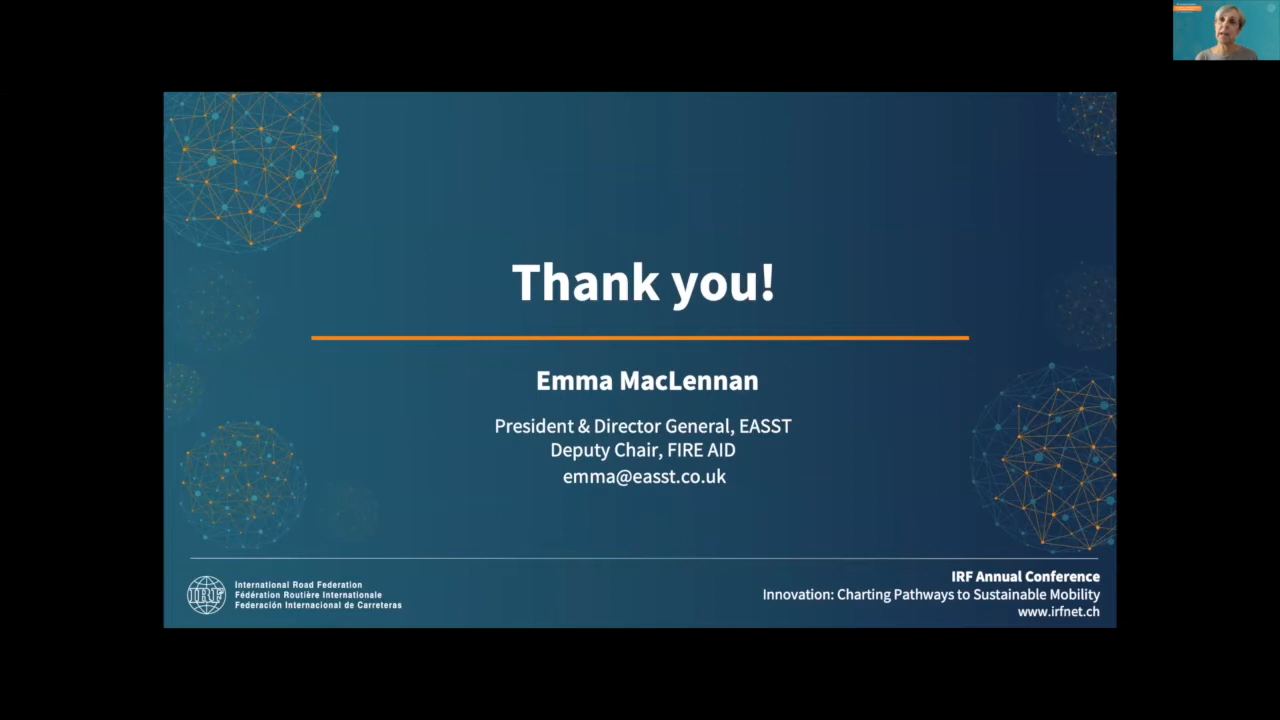 Thank you!
Emma MacLennan
President & Director General, EASST
Deputy Chair, FIRE AID
emma@easst.co.uk
IRF
International Road Federation
Fédération Routière Internationale
Federación Internacional de Carreteras
IRF Annual Conference
Innovation: Charting Pathways to Sustainable Mobility
www.irfnet.ch